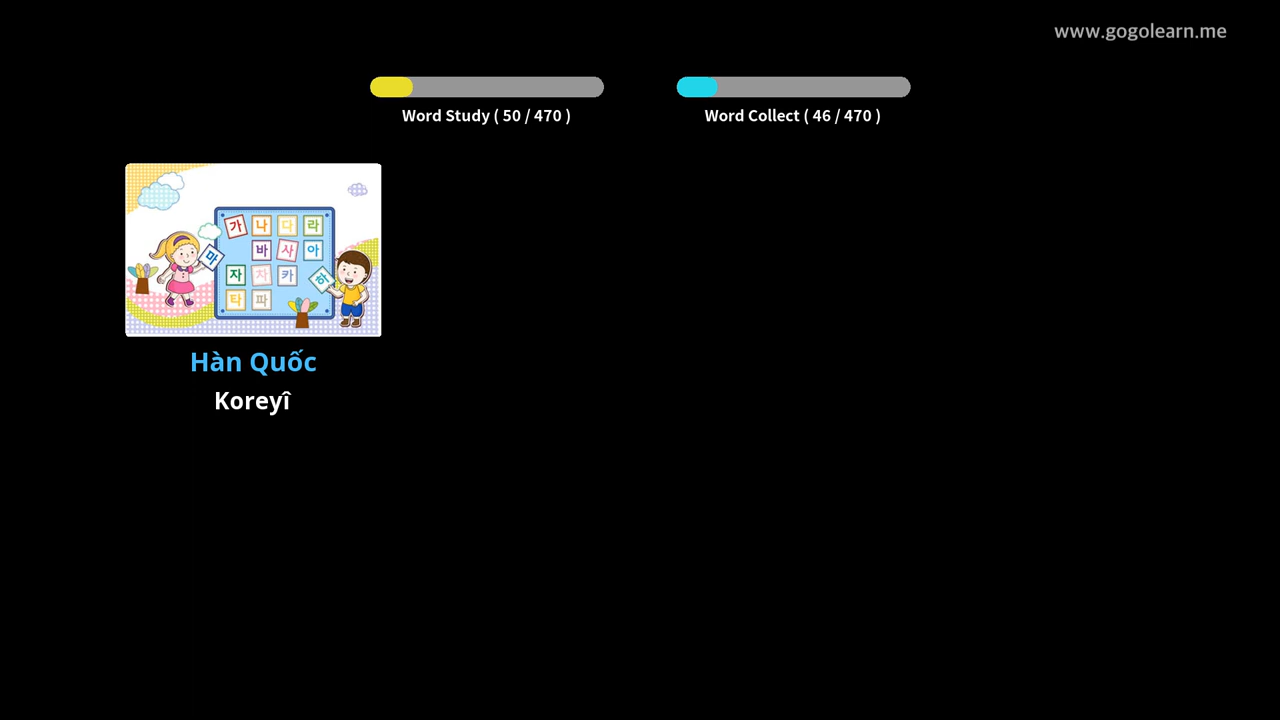 www.gogolearn.me
Word Study ( 50 / 470 )
Word Collect ( 46 / 470 )
가 나 다 라
마 바 사 아
자 차 카 하
타 파
Hàn Quốc
Koreyî